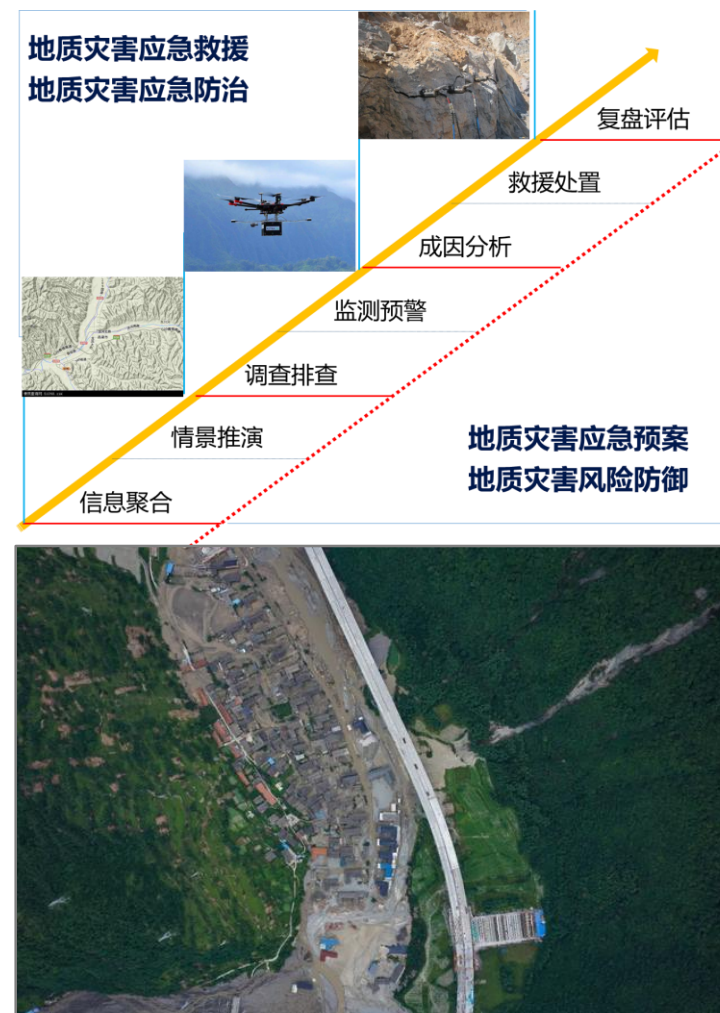 地质灾害应急救援
地质灾害应急防治
复盘评估
救援处置
成因分析
监测预警
调查排查
情景推演
信息聚合
地质灾害应急预案
地质灾害风险防御